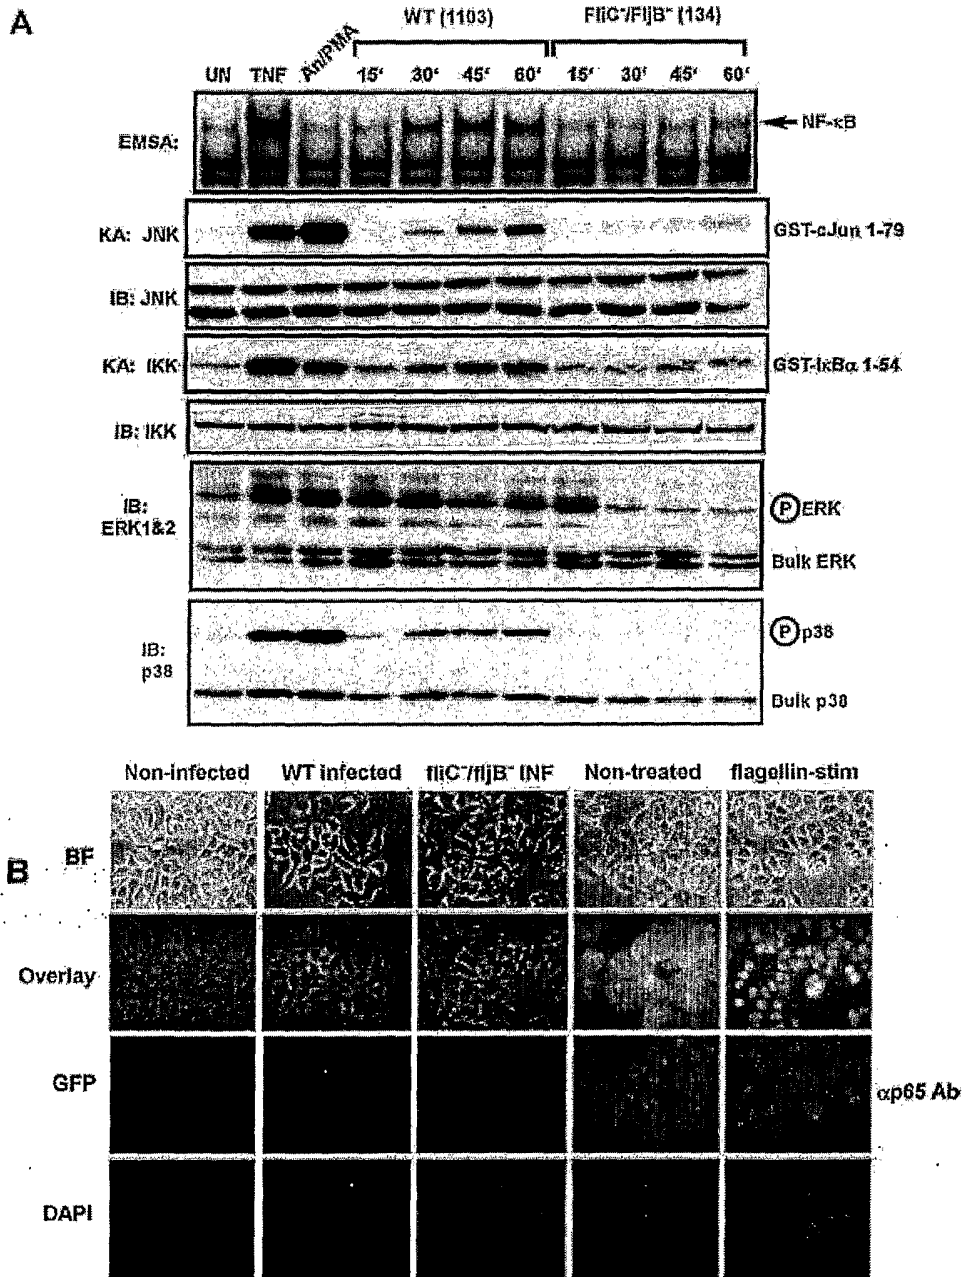 A
WT (1103) FliC⁻/FljB⁻ (134)
UN TNF An/PMA 15' 30' 45' 60' 15' 30' 45' 60'
EMSA: NF-κB
KA: JNK GST-cJun 1-79
IB: JNK
KA: IKK GST-IκBα 1-54
IB: IKK
IB: ERK1&2 P ERK
Bulk ERK
IB: p38 P p38
Bulk p38
Non-infected WT infected fliC⁻/fljB⁻ INF Non-treated flagellin-stim
B
BF
Overlay
GFP αp65 Ab
DAPI